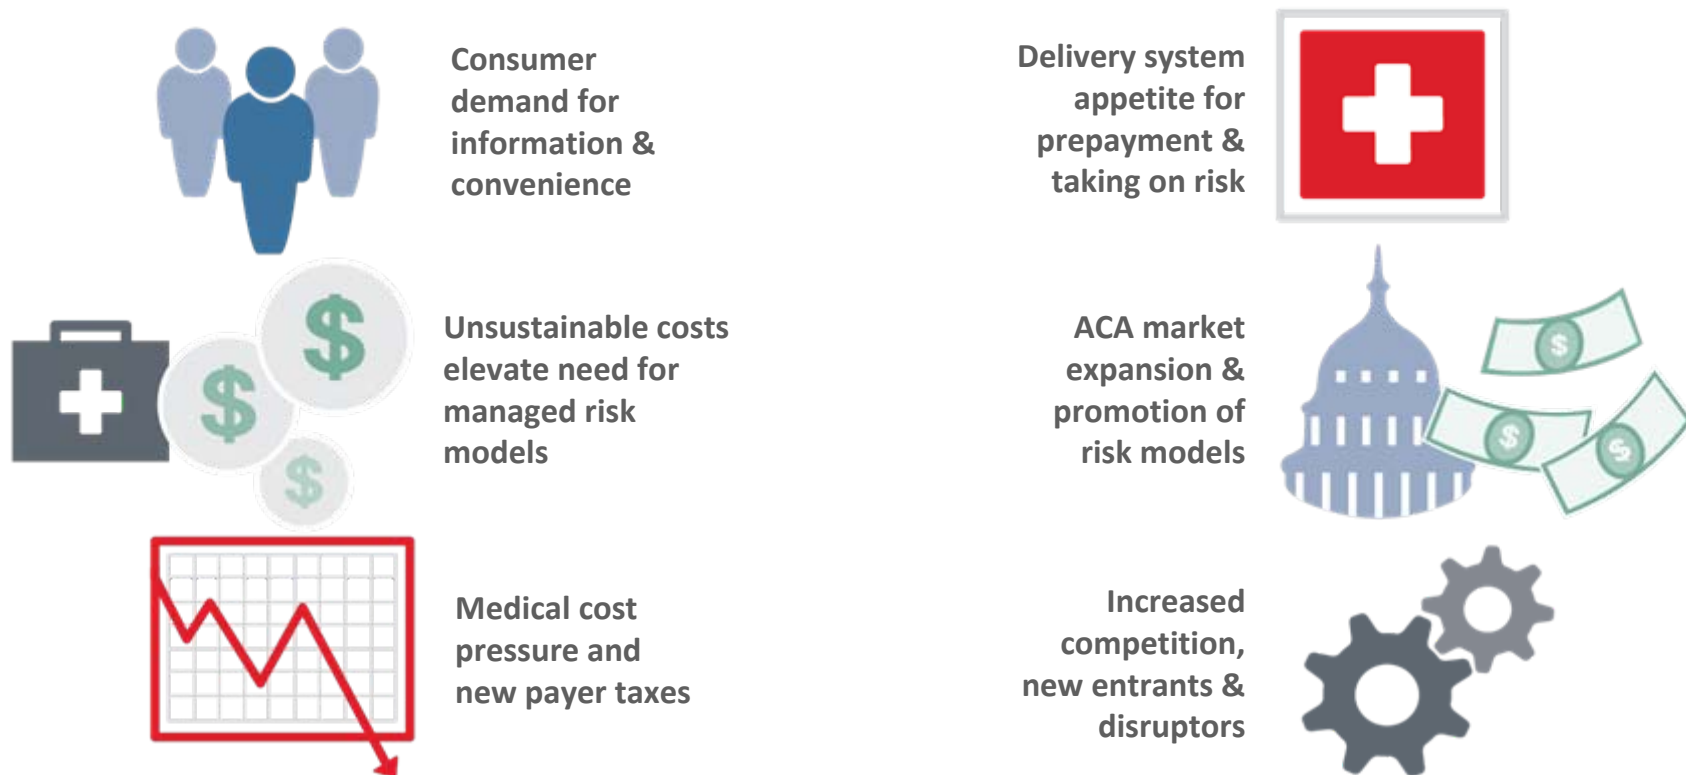 Consumer
demand for
information &
convenience
Delivery system
appetite for
prepayment &
taking on risk
$
$
$
Unsustainable costs
elevate need for
managed risk
models
ACA market
expansion &
promotion of
risk models
$
$
$
Medical cost
pressure and
new payer taxes
Increased
competition,
new entrants &
disruptors